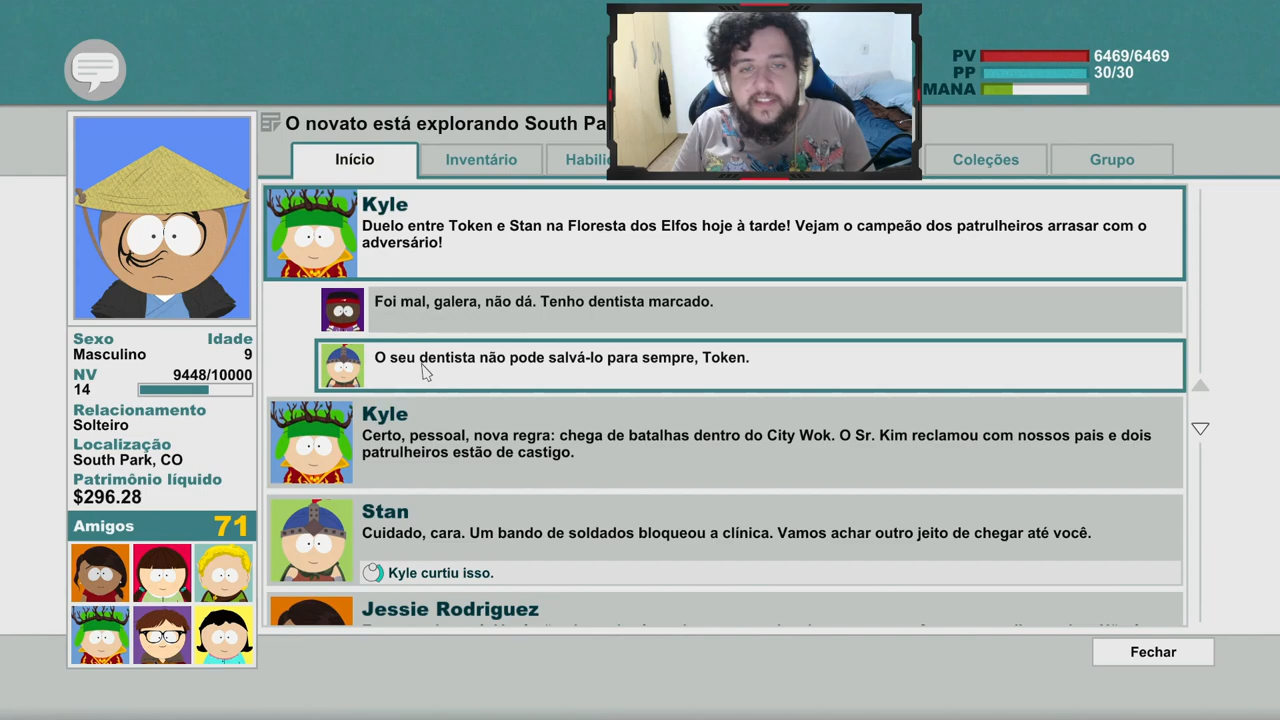 PV 6469/6469
PP 30/30
MANA
O novato está explorando South Pa
Início
Inventário
Habili
Coleções
Grupo
Kyle
Duelo entre Token e Stan na Floresta dos Elfos hoje à tarde! Vejam o campeão dos patrulheiros arrasar com o
adversário!
Foi mal, galera, não dá. Tenho dentista marcado.
O seu dentista não pode salvá-lo para sempre, Token.
Kyle
Certo, pessoal, nova regra: chega de batalhas dentro do City Wok. O Sr. Kim reclamou com nossos pais e dois
patrulheiros estão de castigo.
Stan
Cuidado, cara. Um bando de soldados bloqueou a clínica. Vamos achar outro jeito de chegar até você.
Kyle curtiu isso.
Jessie Rodriguez
Sexo Idade
Masculino 9
NV 9448/10000
14
Relacionamento
Solteiro
Localização
South Park, CO
Patrimônio líquido
$296.28
Amigos 71
Fechar